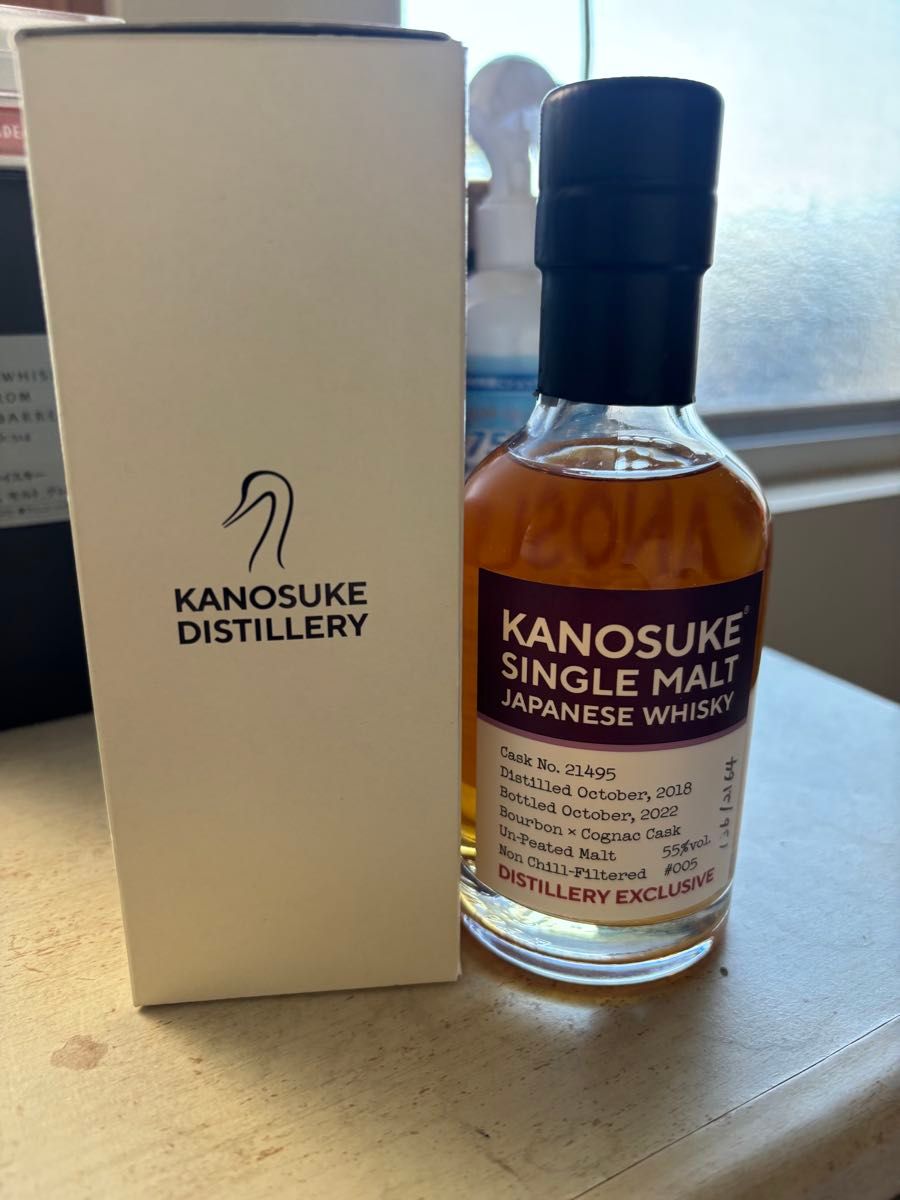 KANOSUKE
DISTILLERY
KANOSUKE®
SINGLE MALT
JAPANESE WHISKY
Cask No. 21495
Distilled October, 2018
Bottled October, 2022
Bourbon × Cognac Cask
Un-Peated Malt 55%vol.
Non Chill-Filtered #005
DISTILLERY EXCLUSIVE